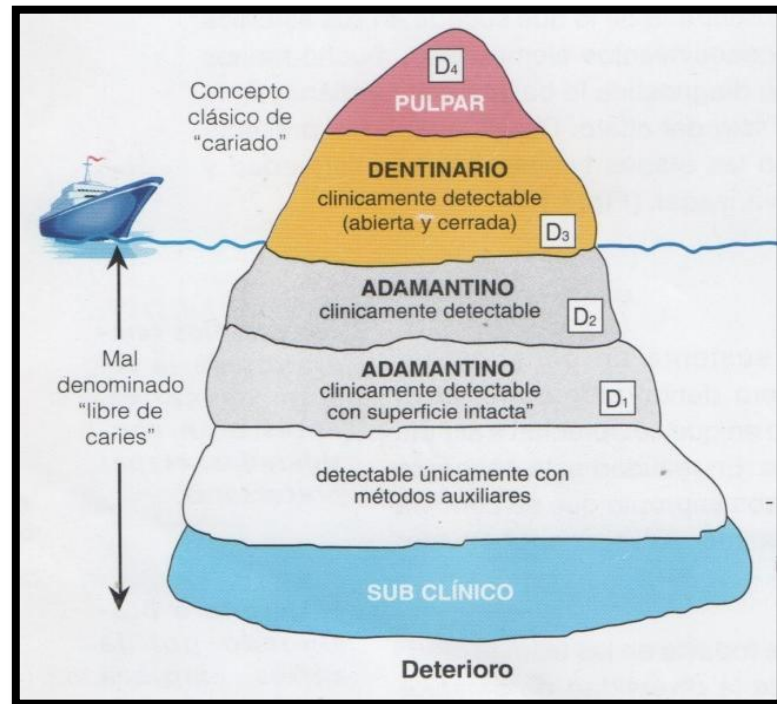 D4
PULPAR
Concepto
clásico de
"cariado"
DENTINARIO
clinicamente detectable
(abierta y cerrada)
D3
ADAMANTINO
clinicamente detectable
D2
ADAMANTINO
clinicamente detectable
con superficie intacta"
D1
Mal
denominado
"libre de
caries"
detectable únicamente con
métodos auxiliares
SUB CLÍNICO
Deterioro